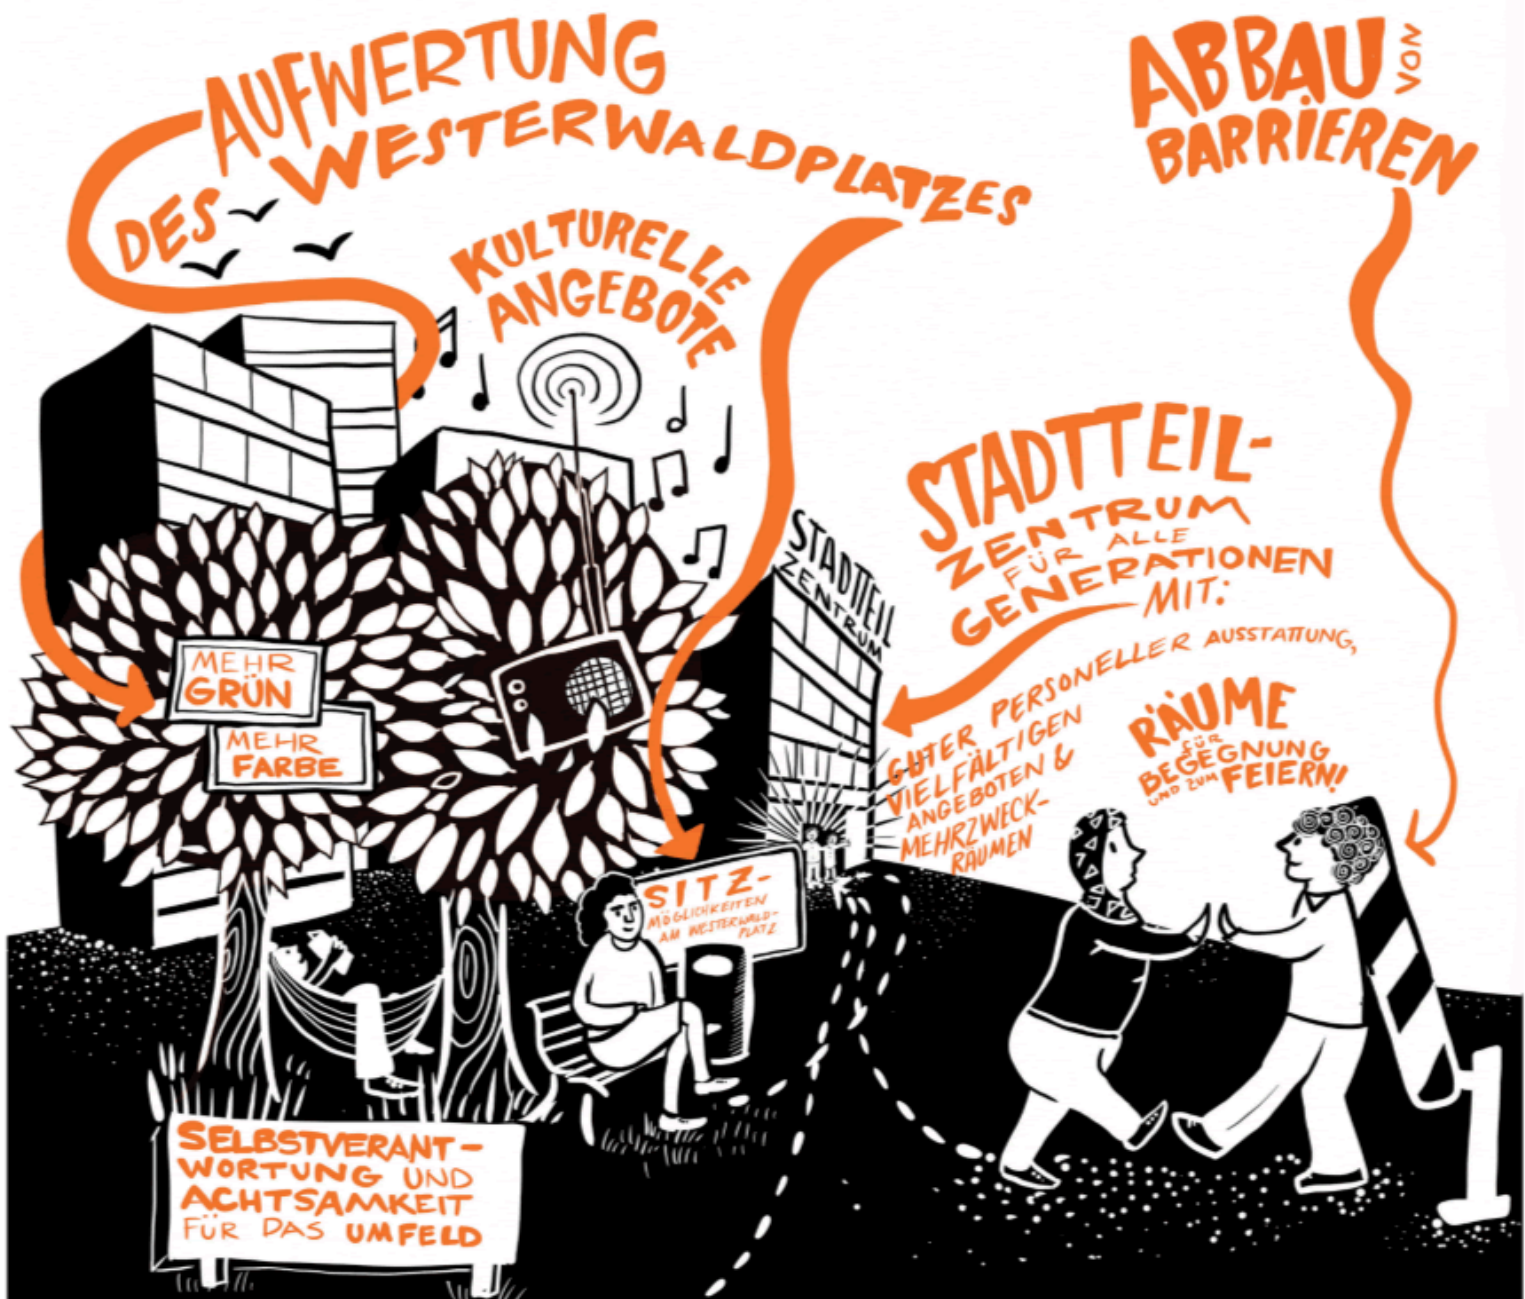 AUFWERTUNG
DES WESTERWALDPLATZES
KULTURELLE
ANGEBOTE
ABBAU VON
BARRIEREN
STADTTEIL-
ZENTRUM
FÜR ALLE
GENERATIONEN
MIT:
GUTER PERSONELLER AUSSTATTUNG,
VIELFÄLTIGEN
ANGEBOTEN &
MEHRZWECK-
RÄUMEN
STADTTEIL
ZENTRUM
RÄUME
FÜR
BEGEGNUNG
UND ZUM FEIERN!
MEHR
GRÜN
MEHR
FARBE
SITZ-
MÖGLICHKEITEN
AM WESTERWALD-
PLATZ
SELBSTVERANT-
WORTUNG UND
ACHTSAMKEIT
FÜR DAS UMFELD